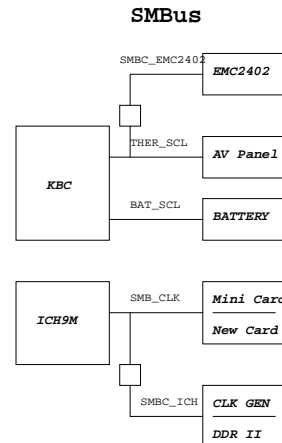 SMBus
SMBC_EMC2402
EMC2402
THER_SCL
AV Panel
KBC
BAT_SCL
BATTERY
SMB_CLK
Mini Card
ICH9M
New Card
SMBC_ICH
CLK GEN
DDR II